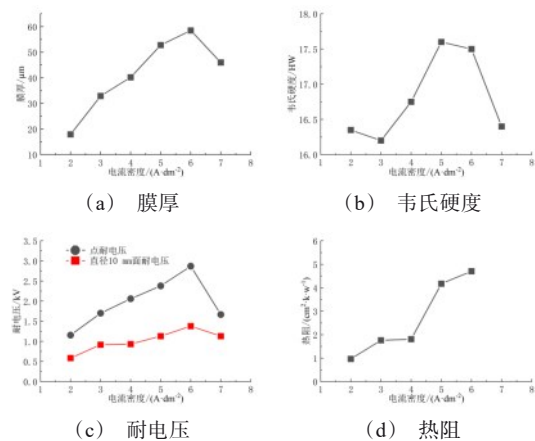 60
50
40
30
20
10
膜厚/μm
1 2 3 4 5 6 7 8
电流密度/(A·dm⁻²)
(a) 膜厚
18.0
17.5
17.0
16.5
16.0
韦氏硬度/HW
1 2 3 4 5 6 7 8
电流密度/(A·dm⁻²)
(b) 韦氏硬度
3.5
3.0
2.5
2.0
1.5
1.0
0.5
0.0
耐电压/kV
点耐电压
直径10 mm面耐电压
1 2 3 4 5 6 7 8
电流密度/(A·dm⁻²)
(c) 耐电压
6
5
4
3
2
1
0
热阻/(cm²·k·w⁻¹)
1 2 3 4 5 6 7 8
电流密度/(A·dm⁻²)
(d) 热阻